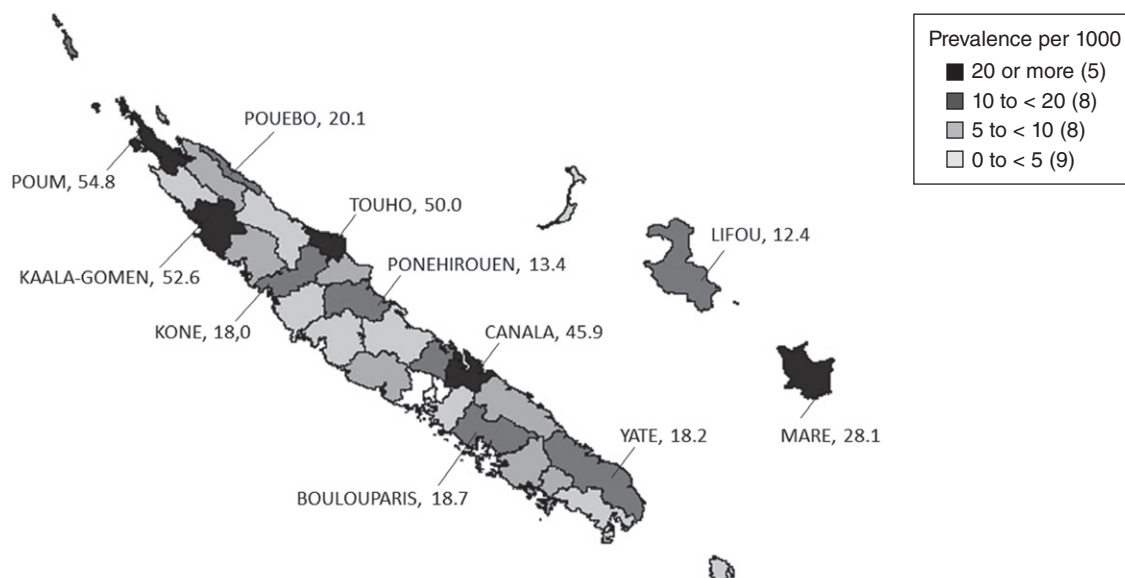 Prevalence per 1000
20 or more (5)
10 to < 20 (8)
5 to < 10 (8)
0 to < 5 (9)
POUEBO, 20.1
POUM, 54.8
TOUHO, 50.0
LIFOU, 12.4
KAALA-GOMEN, 52.6
PONEHIROUEN, 13.4
KONE, 18,0
CANALA, 45.9
YATE, 18.2
MARE, 28.1
BOULOUPARIS, 18.7